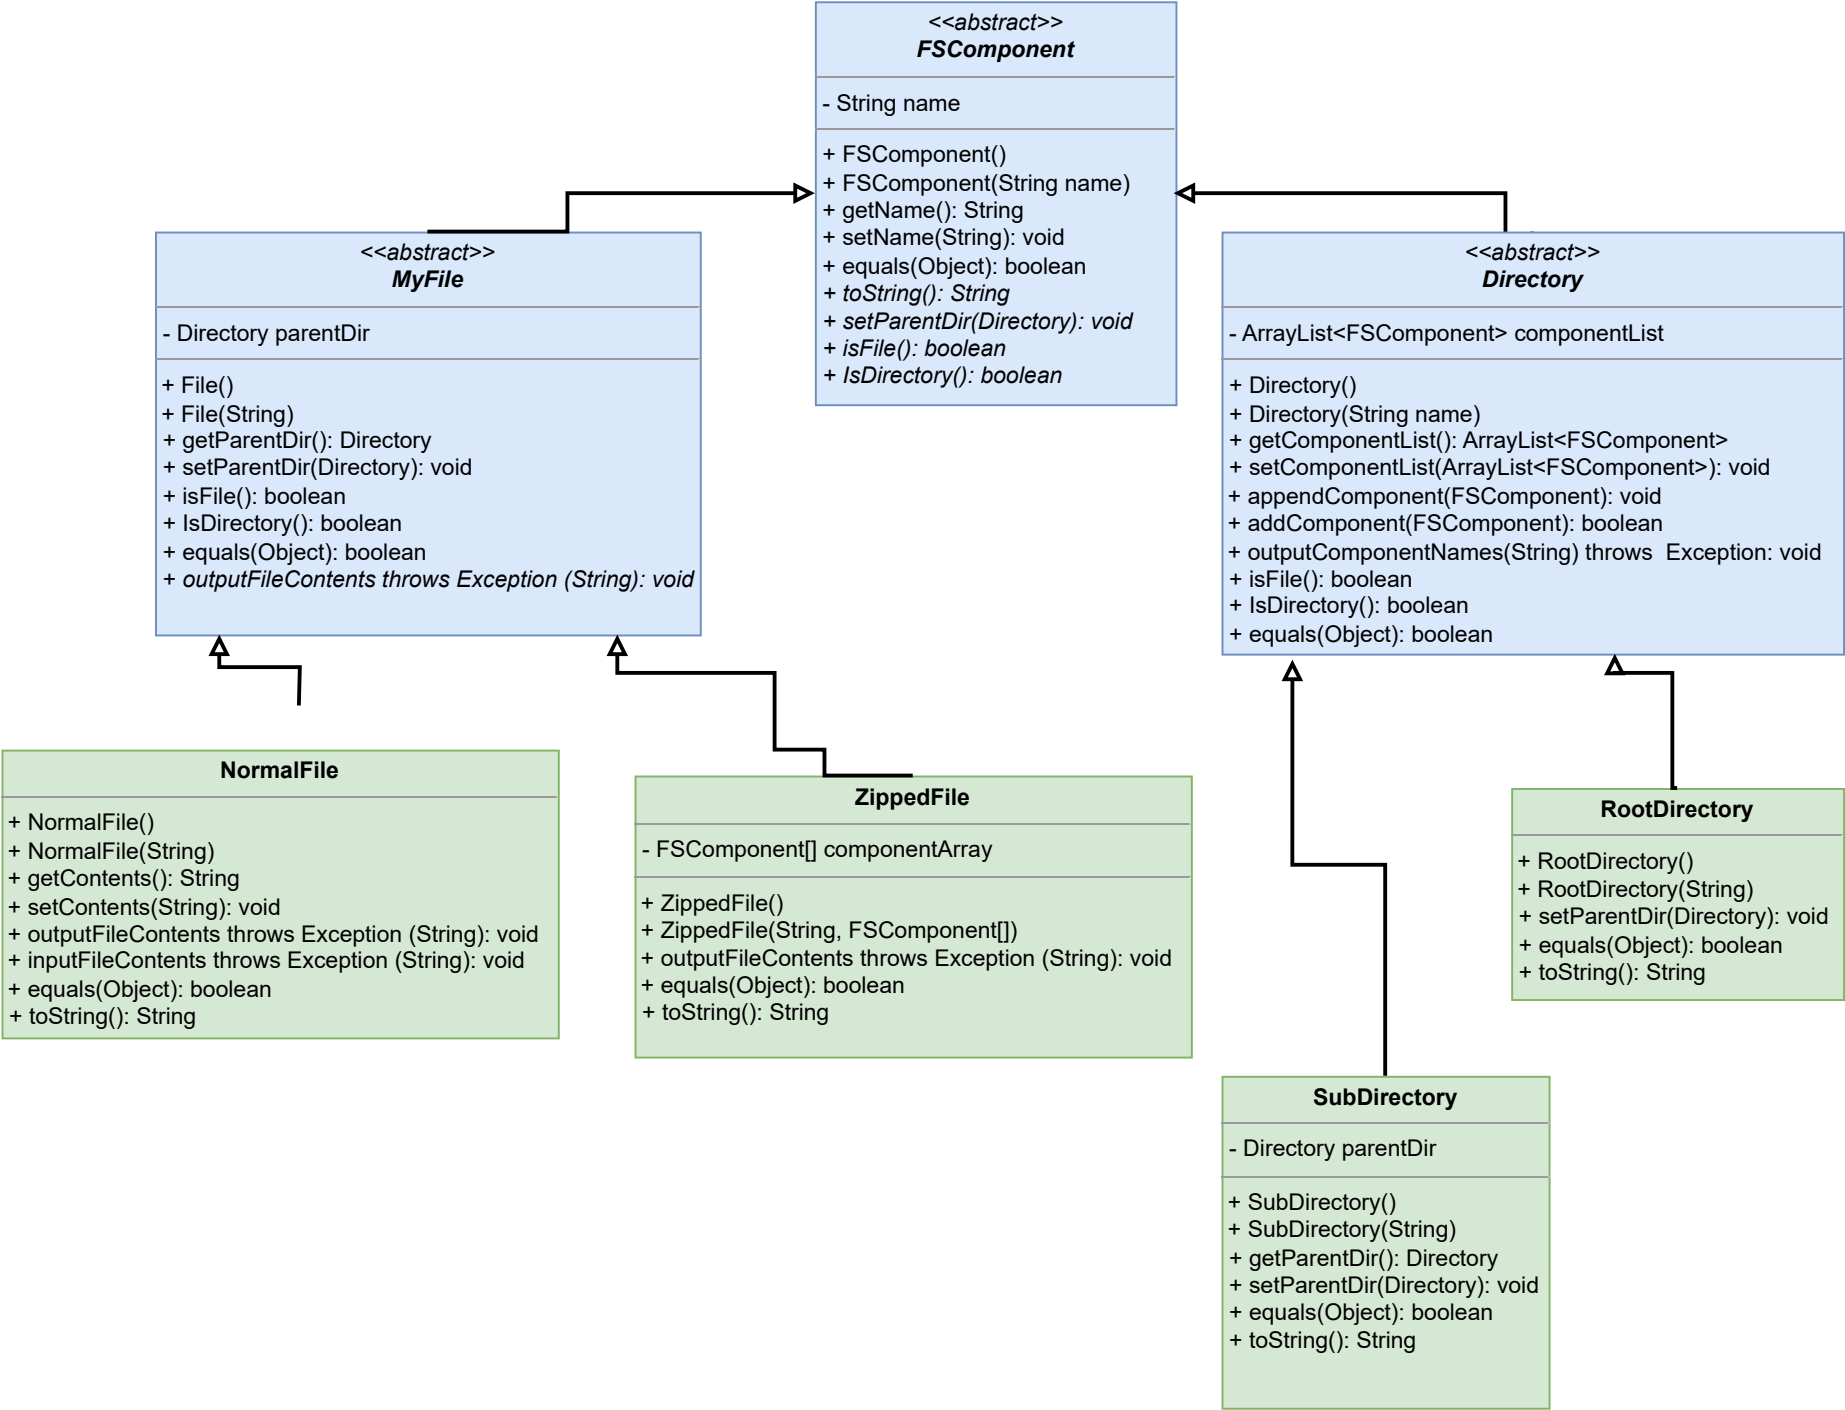 <<abstract>>
FSComponent
- String name
+ FSComponent()
+ FSComponent(String name)
+ getName(): String
+ setName(String): void
+ equals(Object): boolean
+ toString(): String
+ setParentDir(Directory): void
+ isFile(): boolean
+ IsDirectory(): boolean
<<abstract>>
MyFile
- Directory parentDir
+ File()
+ File(String)
+ getParentDir(): Directory
+ setParentDir(Directory): void
+ isFile(): boolean
+ IsDirectory(): boolean
+ equals(Object): boolean
+ outputFileContents throws Exception (String): void
<<abstract>>
Directory
- ArrayList<FSComponent> componentList
+ Directory()
+ Directory(String name)
+ getComponentList(): ArrayList<FSComponent>
+ setComponentList(ArrayList<FSComponent>): void
+ appendComponent(FSComponent): void
+ addComponent(FSComponent): boolean
+ outputComponentNames(String) throws  Exception: void
+ isFile(): boolean
+ IsDirectory(): boolean
+ equals(Object): boolean
NormalFile
+ NormalFile()
+ NormalFile(String)
+ getContents(): String
+ setContents(String): void
+ outputFileContents throws Exception (String): void
+ inputFileContents throws Exception (String): void
+ equals(Object): boolean
+ toString(): String
ZippedFile
- FSComponent[] componentArray
+ ZippedFile()
+ ZippedFile(String, FSComponent[])
+ outputFileContents throws Exception (String): void
+ equals(Object): boolean
+ toString(): String
RootDirectory
+ RootDirectory()
+ RootDirectory(String)
+ setParentDir(Directory): void
+ equals(Object): boolean
+ toString(): String
SubDirectory
- Directory parentDir
+ SubDirectory()
+ SubDirectory(String)
+ getParentDir(): Directory
+ setParentDir(Directory): void
+ equals(Object): boolean
+ toString(): String